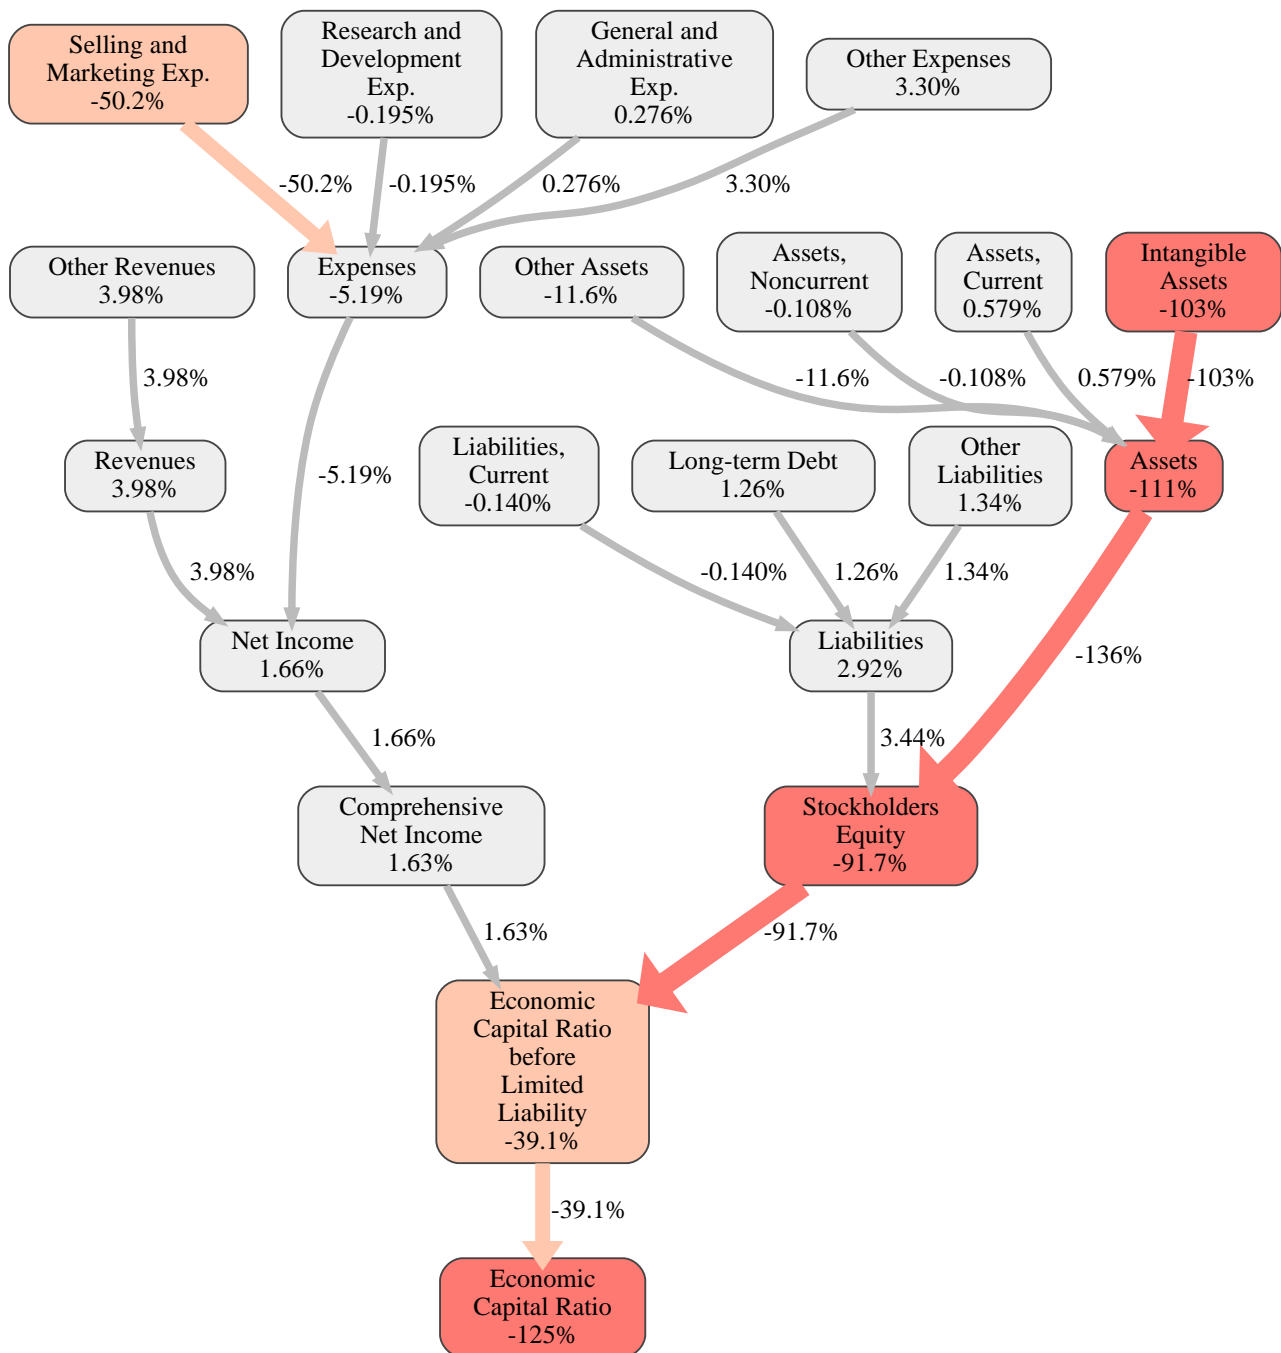 Selling and
Marketing Exp.
-50.2%
Research and
Development
Exp.
-0.195%
General and
Administrative
Exp.
0.276%
Other Expenses
3.30%
-50.2%
-0.195%
0.276%
3.30%
Other Revenues
3.98%
Expenses
-5.19%
Other Assets
-11.6%
Assets,
Noncurrent
-0.108%
Assets,
Current
0.579%
Intangible
Assets
-103%
3.98%
-11.6%
-0.108%
0.579%
-103%
Revenues
3.98%
-5.19%
Liabilities,
Current
-0.140%
Long-term Debt
1.26%
Other
Liabilities
1.34%
Assets
-111%
3.98%
-0.140%
1.26%
1.34%
Net Income
1.66%
Liabilities
2.92%
-136%
1.66%
3.44%
Comprehensive
Net Income
1.63%
Stockholders
Equity
-91.7%
1.63%
-91.7%
Economic
Capital Ratio
before
Limited
Liability
-39.1%
-39.1%
Economic
Capital Ratio
-125%